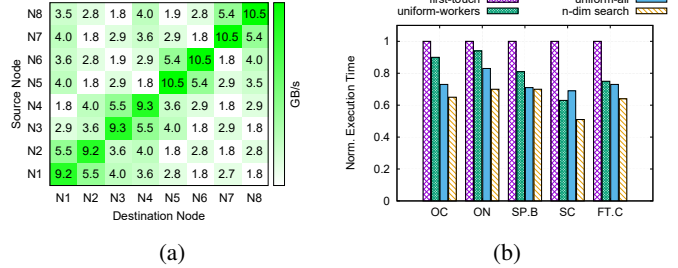 N8 3.5 2.8 1.8 4.0 1.9 2.8 5.4 10.5
N7 4.0 1.8 2.9 3.6 2.9 4.0 10.5 5.4
N6 3.6 2.8 1.9 2.9 5.4 10.5 1.8 4.0
N5 4.0 1.8 2.9 1.8 10.5 5.4 2.9 3.5
N4 1.8 4.0 5.5 9.3 3.6 2.9 1.8 2.9
N3 2.9 3.6 9.3 5.5 4.0 1.8 2.9 1.8
N2 5.5 9.2 3.6 4.0 1.8 2.8 1.8 2.8
N1 9.2 5.5 4.0 3.6 2.8 1.8 2.7 1.8
N1 N2 N3 N4 N5 N6 N7 N8
Destination Node
Source Node
GB/s
(a)
first-touch uniform-all
uniform-workers n-dim search
1
0.8
0.6
0.4
0.2
0
Norm. Execution Time
OC ON SP.B SC FT.C
(b)